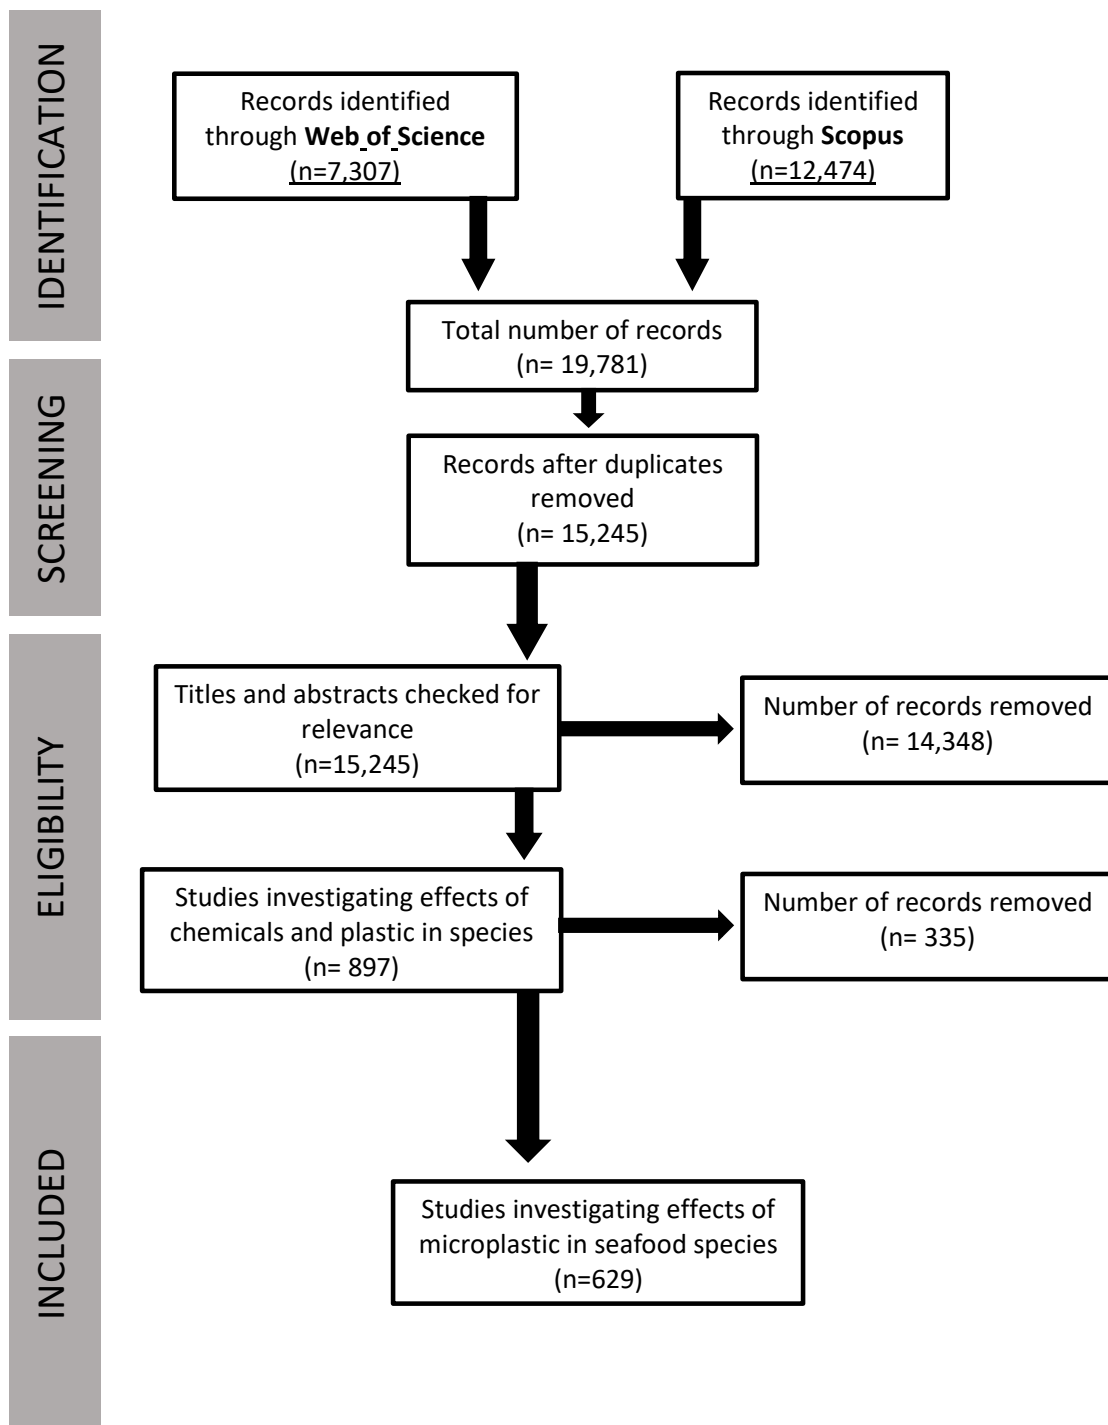 IDENTIFICATION
Records identified
through Web of Science
(n=7,307)
Records identified
through Scopus
(n=12,474)
Total number of records
(n= 19,781)
SCREENING
Records after duplicates
removed
(n= 15,245)
ELIGIBILITY
Titles and abstracts checked for
relevance
(n=15,245)
Number of records removed
(n= 14,348)
Studies investigating effects of
chemicals and plastic in species
(n= 897)
Number of records removed
(n= 335)
INCLUDED
Studies investigating effects of
microplastic in seafood species
(n=629)